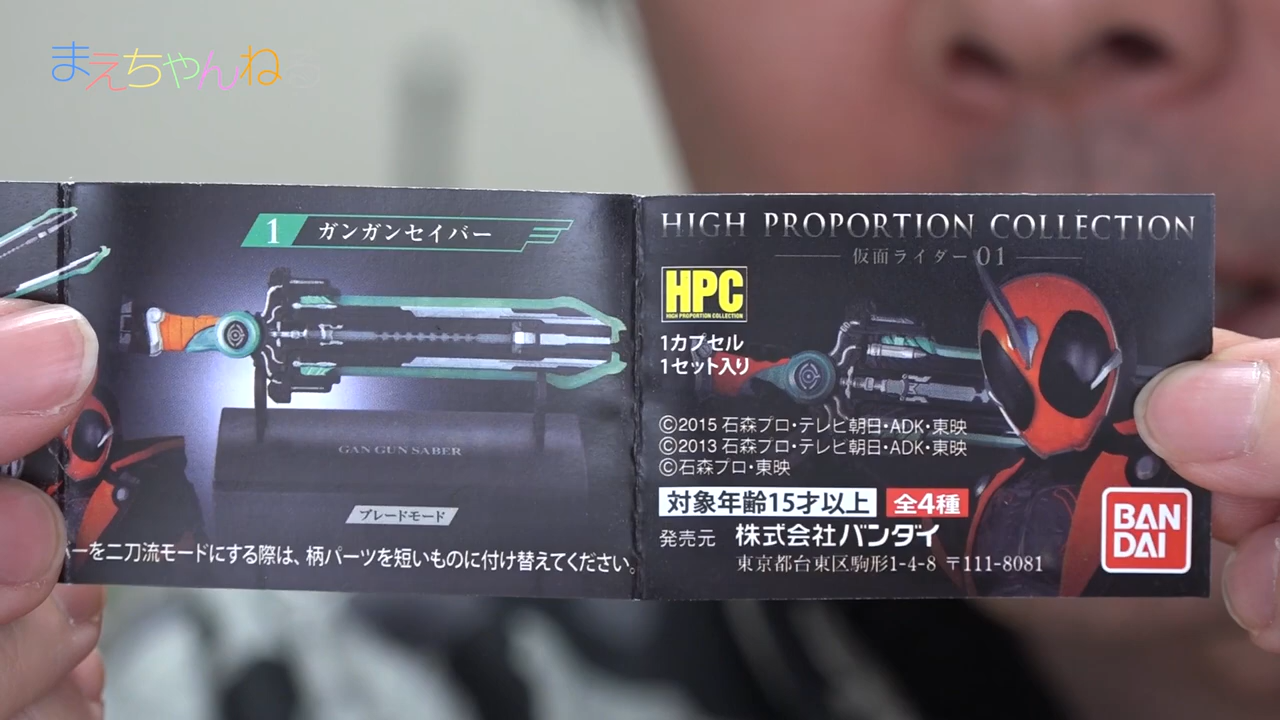 まえちゃんねる
1 ガンガンセイバー
GAN GUN SABER
ブレードモード
ーを二刀流モードにする際は、柄パーツを短いものに付け替えてください。
HIGH PROPORTION COLLECTION
仮面ライダー 01
HPC
HIGH PROPORTION COLLECTION
1カプセル
1セット入り
©2015 石森プロ・テレビ朝日・ADK・東映
©2013 石森プロ・テレビ朝日・ADK・東映
©石森プロ・東映
対象年齢15才以上 全4種
発売元 株式会社バンダイ
東京都台東区駒形1-4-8 〒111-8081
BAN
DAI